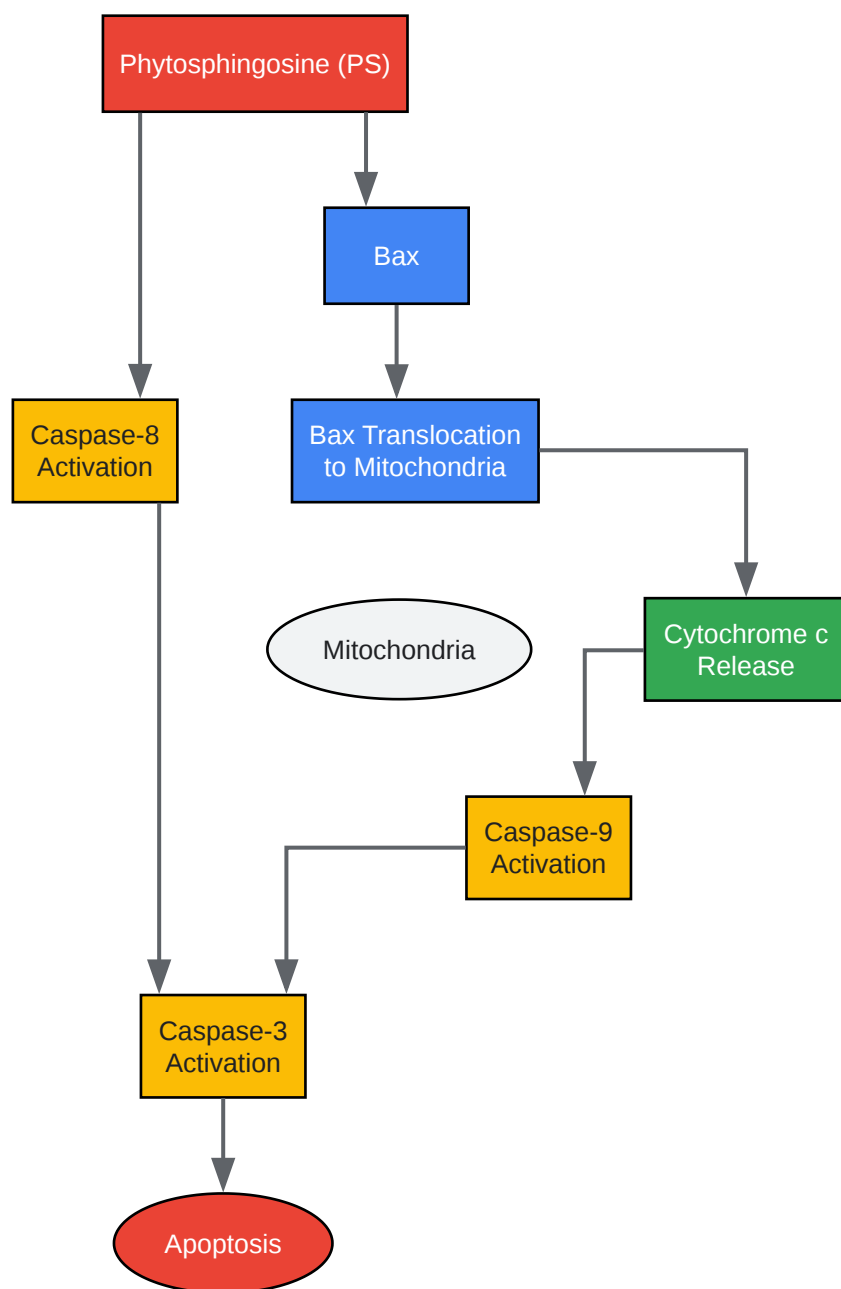 Phytosphingosine (PS)
Bax
Caspase-8
Activation
Bax Translocation
to Mitochondria
Mitochondria
Cytochrome c
Release
Caspase-9
Activation
Caspase-3
Activation
Apoptosis